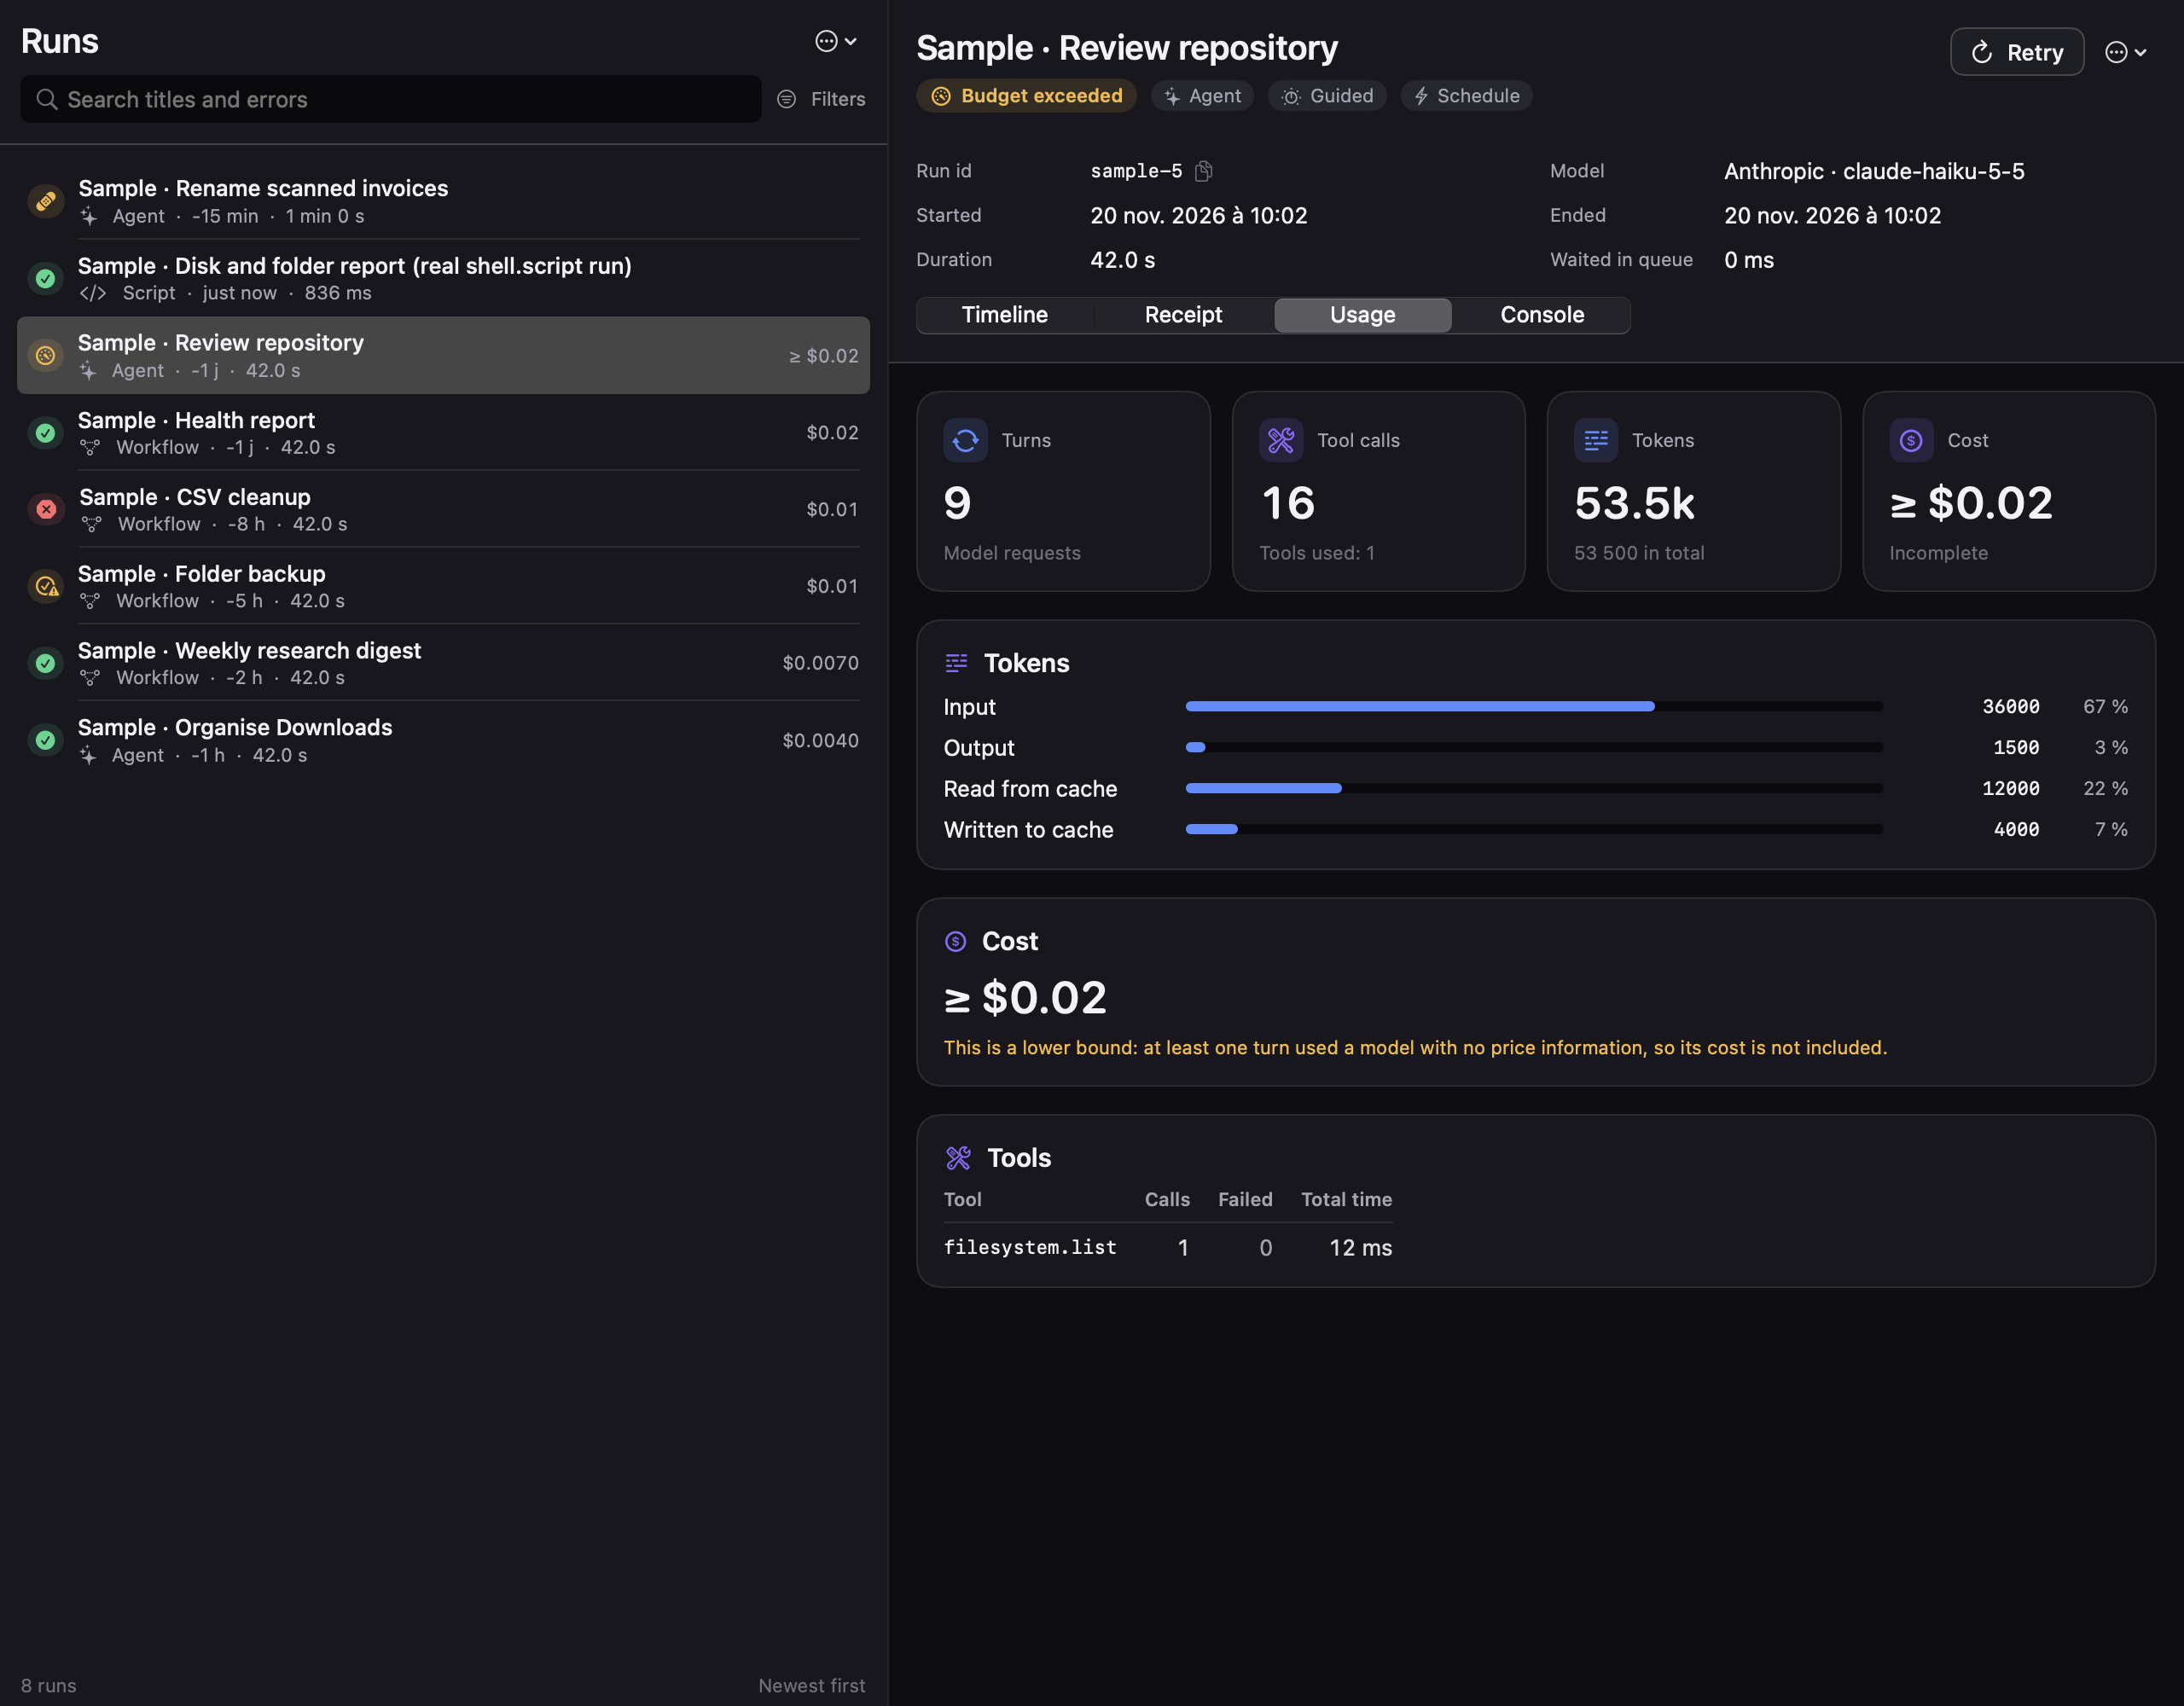 Runs
Search titles and errors
Filters
Sample · Rename scanned invoices
Agent · -15 min · 1 min 0 s
Sample · Disk and folder report (real shell.script run)
</> Script · just now · 836 ms
Sample · Review repository
Agent · -1 j · 42.0 s
≥ $0.02
Sample · Health report
Workflow · -1 j · 42.0 s
$0.02
Sample · CSV cleanup
Workflow · -8 h · 42.0 s
$0.01
Sample · Folder backup
Workflow · -5 h · 42.0 s
$0.01
Sample · Weekly research digest
Workflow · -2 h · 42.0 s
$0.0070
Sample · Organise Downloads
Agent · -1 h · 42.0 s
$0.0040
8 runs
Newest first
Sample · Review repository
Retry
Budget exceeded
Agent
Guided
Schedule
Run id sample-5
Model Anthropic · claude-haiku-5-5
Started 20 nov. 2026 à 10:02
Ended 20 nov. 2026 à 10:02
Duration 42.0 s
Waited in queue 0 ms
Timeline
Receipt
Usage
Console
Turns
9
Model requests
Tool calls
16
Tools used: 1
Tokens
53.5k
53 500 in total
Cost
≥ $0.02
Incomplete
Tokens
Input 36000 67 %
Output 1500 3 %
Read from cache 12000 22 %
Written to cache 4000 7 %
Cost
≥ $0.02
This is a lower bound: at least one turn used a model with no price information, so its cost is not included.
Tools
Tool Calls Failed Total time
filesystem.list 1 0 12 ms